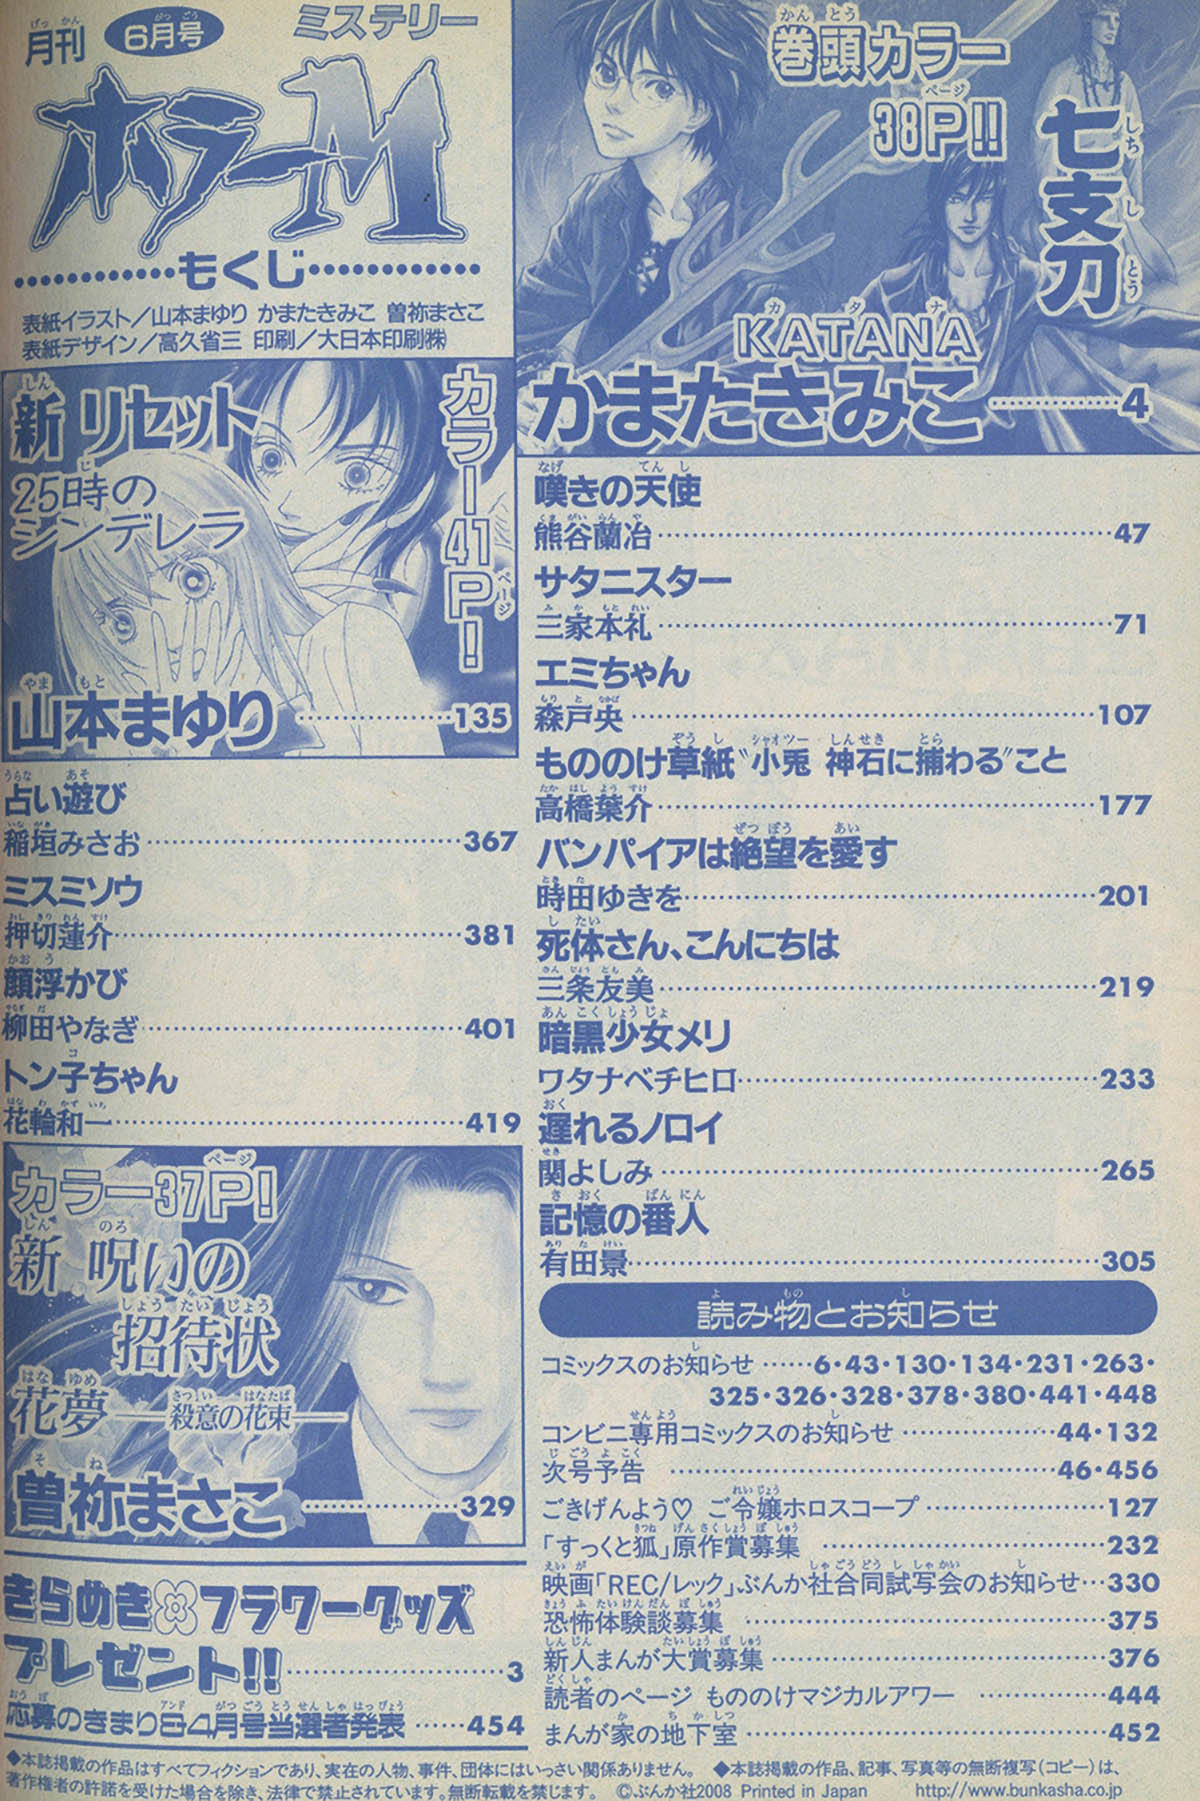 月刊 6月号 ミステリー
ホラーM
もくじ
表紙イラスト／山本まゆり かまたきみこ 曽祢まさこ
表紙デザイン／高久省三 印刷／大日本印刷㈱
巻頭カラー
38P!!
七支刀
KATANA
かまたきみこ…………4
新 リセット
25時の
シンデレラ
カラー41P!
山本まゆり…………135
占い遊び
稲垣みさお…………367
ミスミソウ
押切蓮介…………381
顔浮かび
柳田やなぎ…………401
トン子ちゃん
花輪和一…………419
カラー37P!
新 呪いの
招待状
花夢―殺意の花束―
曽祢まさこ…………329
きらめき フラワーグッズ
プレゼント!!…………3
応募のきまり&4月号当選者発表……454
嘆きの天使
熊谷蘭冶…………47
サタニスター
三家本礼…………71
エミちゃん
森戸央…………107
もののけ草紙〝小兎 神石に捕わる〟こと
高橋葉介…………177
バンパイアは絶望を愛す
時田ゆきを…………201
死体さん、こんにちは
三条友美…………219
暗黒少女メリ
ワタナベチヒロ…………233
遅れるノロイ
関よしみ…………265
記憶の番人
有田景…………305
読み物とお知らせ
コミックスのお知らせ……6・43・130・134・231・263・
325・326・328・378・380・441・448
コンビニ専用コミックスのお知らせ…………44・132
次号予告…………46・456
ごきげんよう♡ ご令嬢ホロスコープ…………127
「すっくと狐」原作賞募集…………232
映画「REC/レック」ぶんか社合同試写会のお知らせ…330
恐怖体験談募集…………375
新人まんが大賞募集…………376
読者のページ もののけマジカルアワー…………444
まんが家の地下室…………452
◆本誌掲載の作品はすべてフィクションであり、実在の人物、事件、団体にはいっさい関係ありません。 ◆本誌掲載の作品、記事、写真等の無断複写（コピー）は、
著作権者の許諾を受けた場合を除き、法律で禁止されています。無断転載を禁じます。 ©ぶんか社2008 Printed in Japan http://www.bunkasha.co.jp